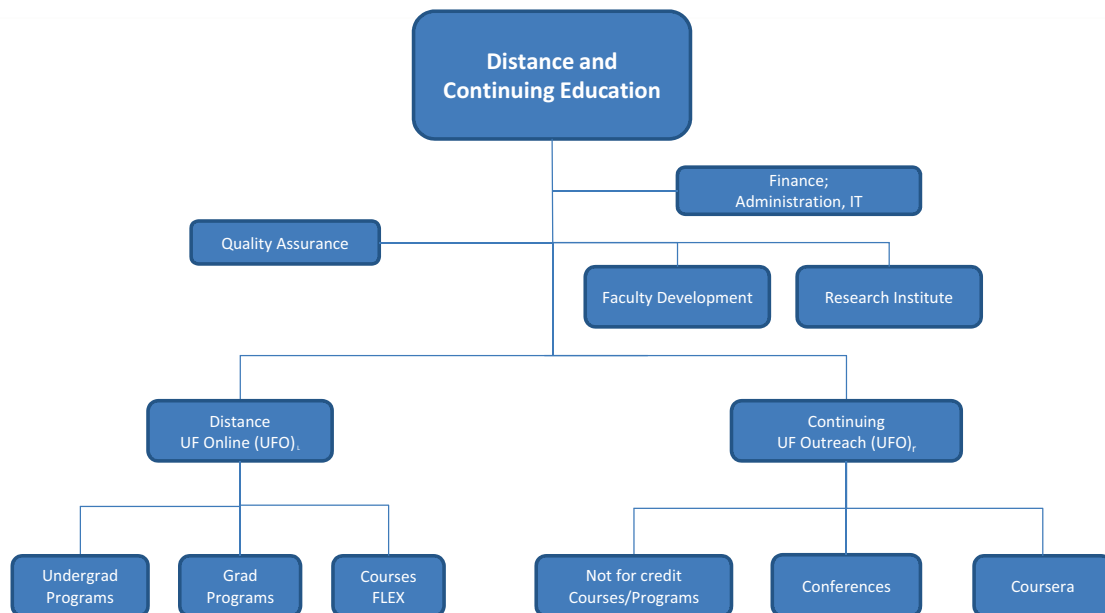 Distance and
Continuing Education
Finance;
Administration, IT
Quality Assurance
Faculty Development
Research Institute
Distance
UF Online (UFO)
Continuing
UF Outreach (UFO)r
Undergrad
Programs
Grad
Programs
Courses
FLEX
Not for credit
Courses/Programs
Conferences
Coursera